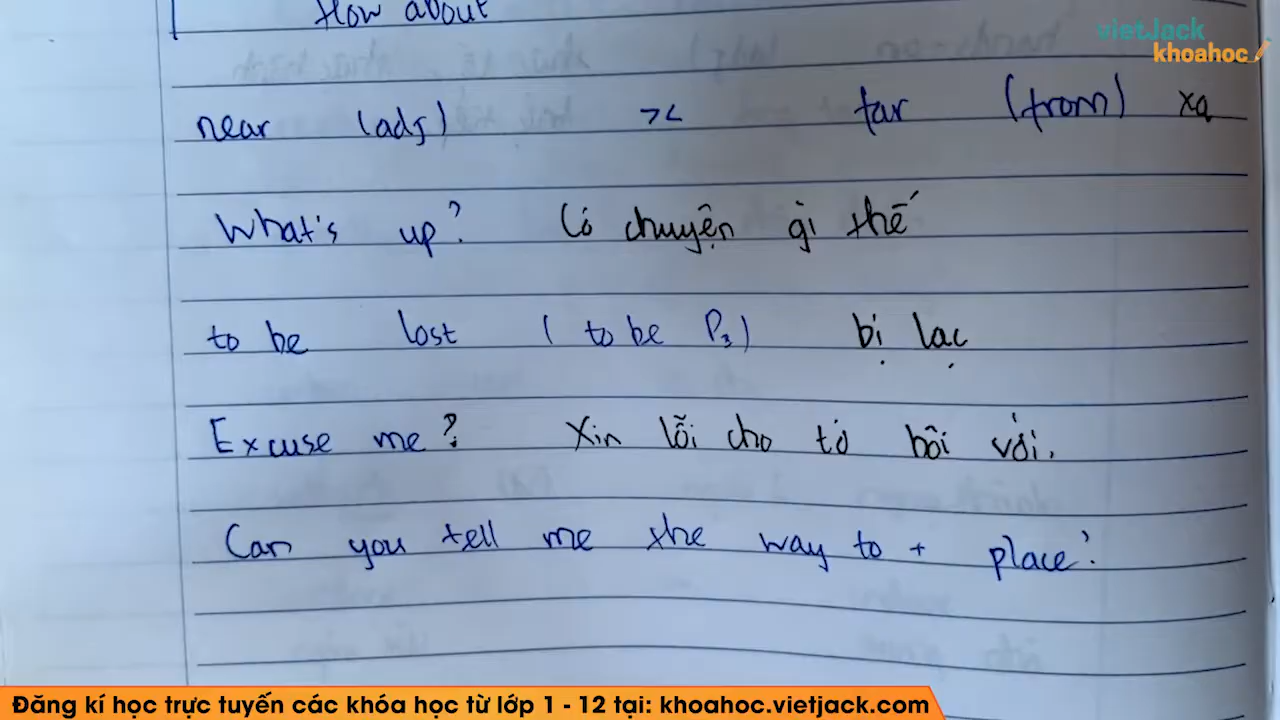 How about
vietJack
khoahoc
near (adj) >< far (from) xa
What's up? Có chuyện gì thế
to be lost ( to be P3) bị lạc
Excuse me? Xin lỗi cho tớ hỏi với.
Can you tell me the way to + place?
Đăng kí học trực tuyến các khóa học từ lớp 1 - 12 tại: khoahoc.vietjack.com